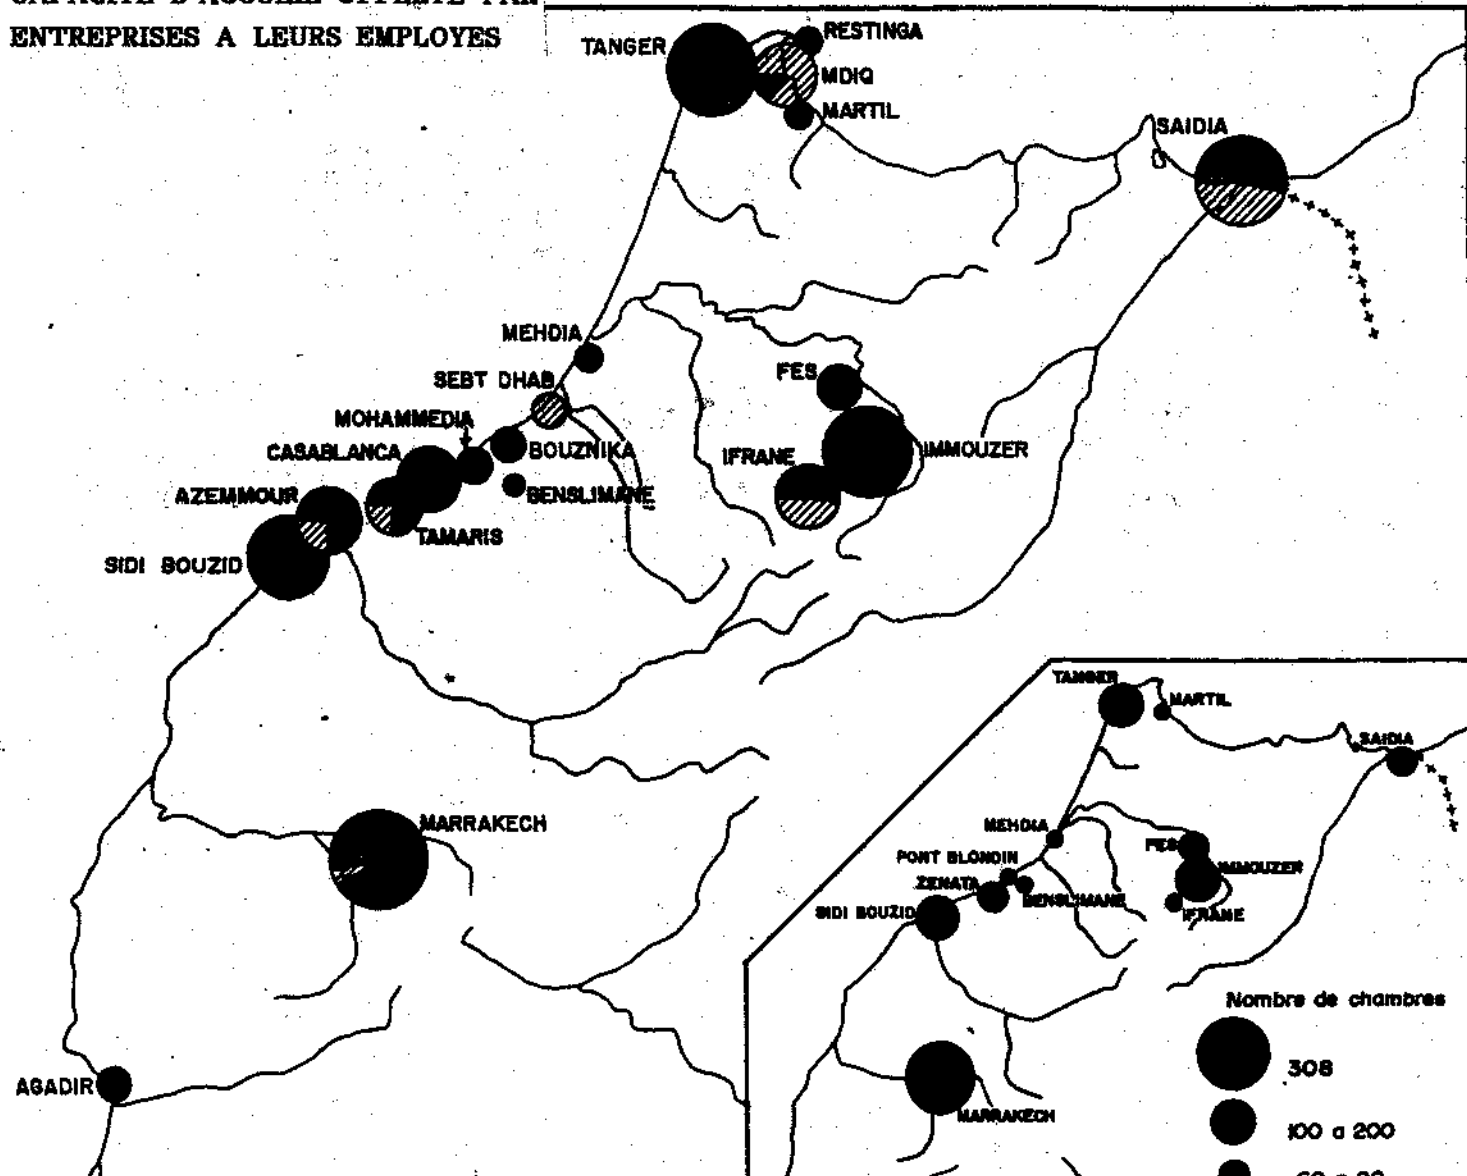 ENTREPRISES A LEURS EMPLOYES
TANGER
RESTINGA
MDIQ
MARTIL
SAIDIA
MEHDIA
SEBT DHAB
FES
MOHAMMEDIA
CASABLANCA
BOUZNIKA
IFRANE
IMMOUZER
AZEMMOUR
BENSLIMANE
TAMARIS
SIDI BOUZID
MARRAKECH
AGADIR
TANGER
MARTIL
SAIDIA
MEHDIA
FES
PONT BLONDIN
IMMOUZER
ZENATA
BENSLIMANE
SIDI BOUZID
IFRANE
MARRAKECH
Nombre de chambres
308
100 a 200